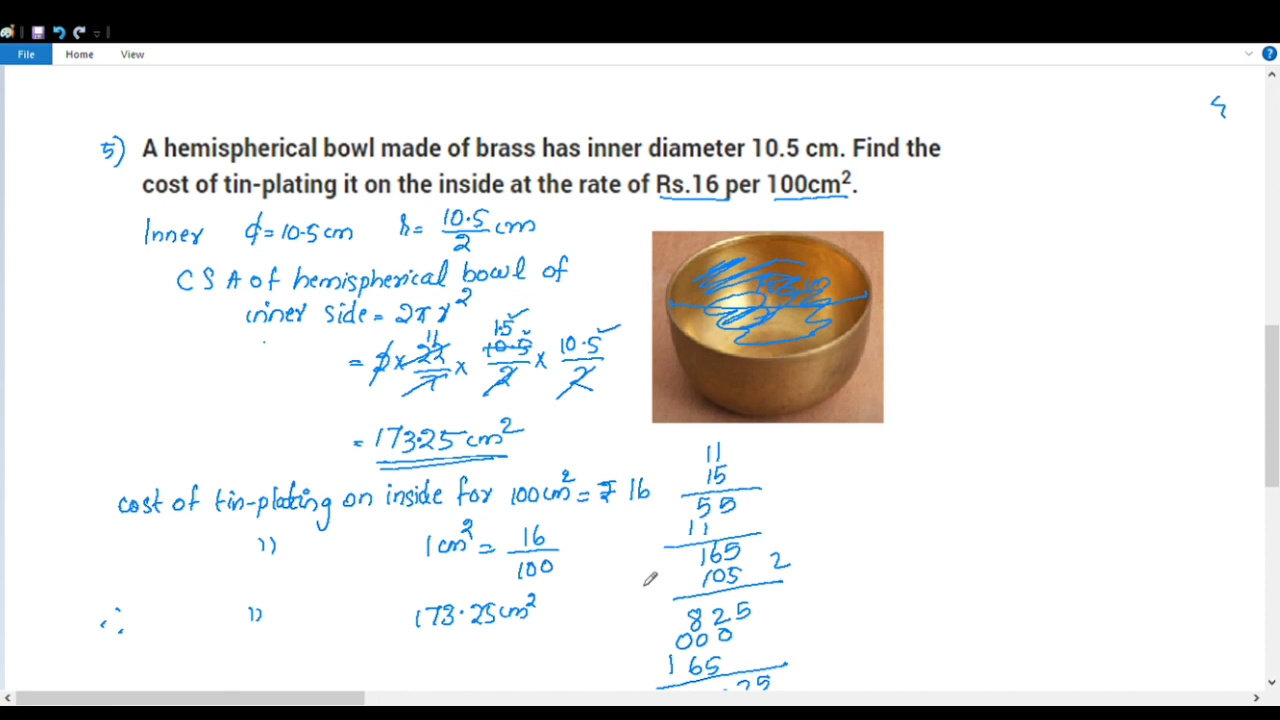 File Home View
5) A hemispherical bowl made of brass has inner diameter 10.5 cm. Find the
cost of tin-plating it on the inside at the rate of Rs.16 per 100cm².
Inner d=10.5cm r= 10.5/2 cm
C S A of hemispherical bowl of
inner side = 2πr²
= 2 × 22/7 × 10.5/2 × 10.5/2
11 1.5
= 173.25 cm²
cost of tin-plating on inside for 100cm² = ₹ 16
" 1cm² = 16/100
∴ " 173.25cm²
11
15
55
11
165
105 2
825
000
165